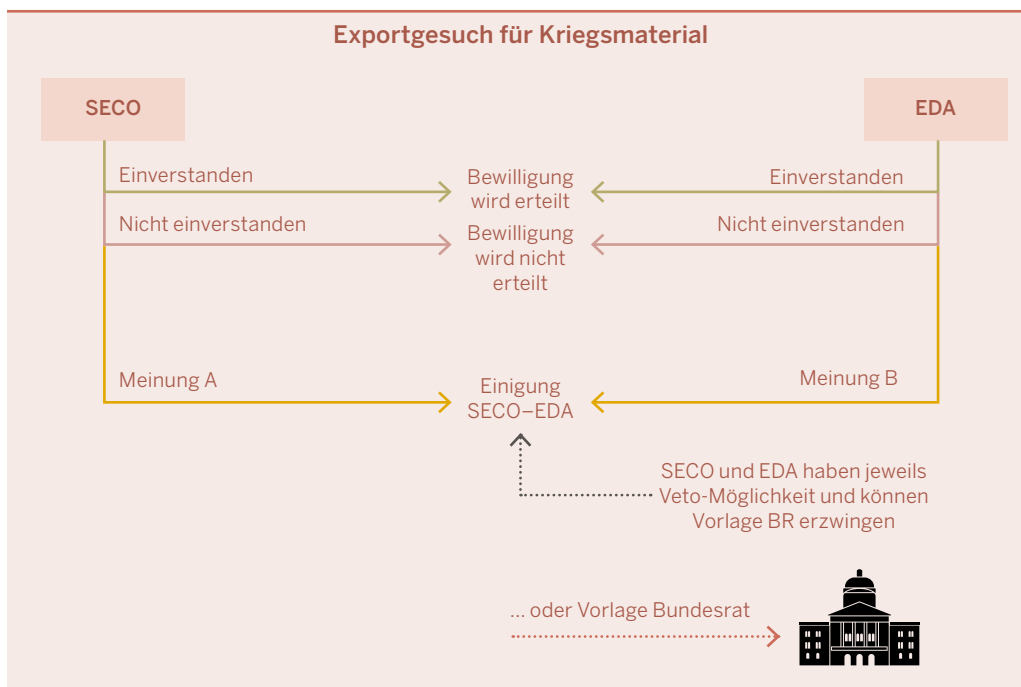 Exportgesuch für Kriegsmaterial
SECO
EDA
Einverstanden
Bewilligung
wird erteilt
Einverstanden
Nicht einverstanden
Bewilligung
wird nicht
erteilt
Nicht einverstanden
Meinung A
Einigung
SECO–EDA
Meinung B
SECO und EDA haben jeweils
Veto-Möglichkeit und können
Vorlage BR erzwingen
... oder Vorlage Bundesrat